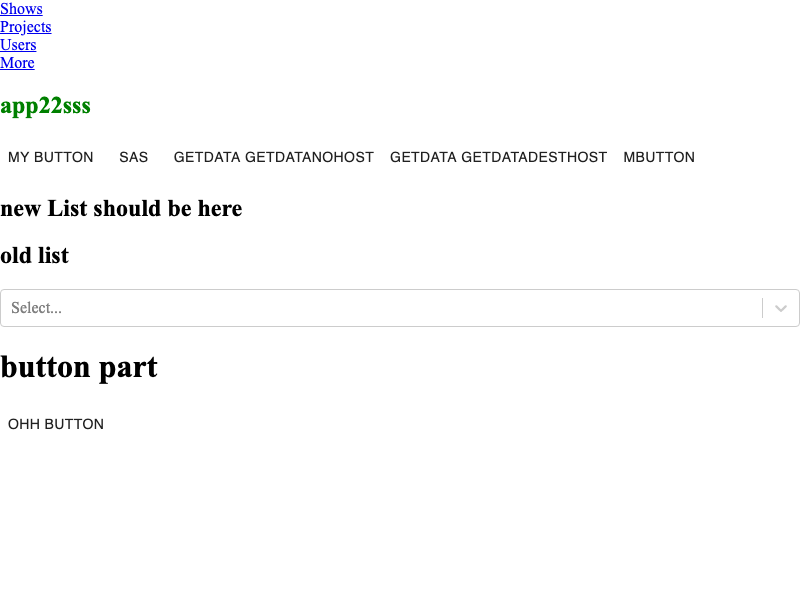 Shows
Projects
Users
More
app22sss
MY BUTTON SAS GETDATA GETDATANOHOST GETDATA GETDATADESTHOST MBUTTON
new List should be here
old list
Select...
button part
OHH BUTTON